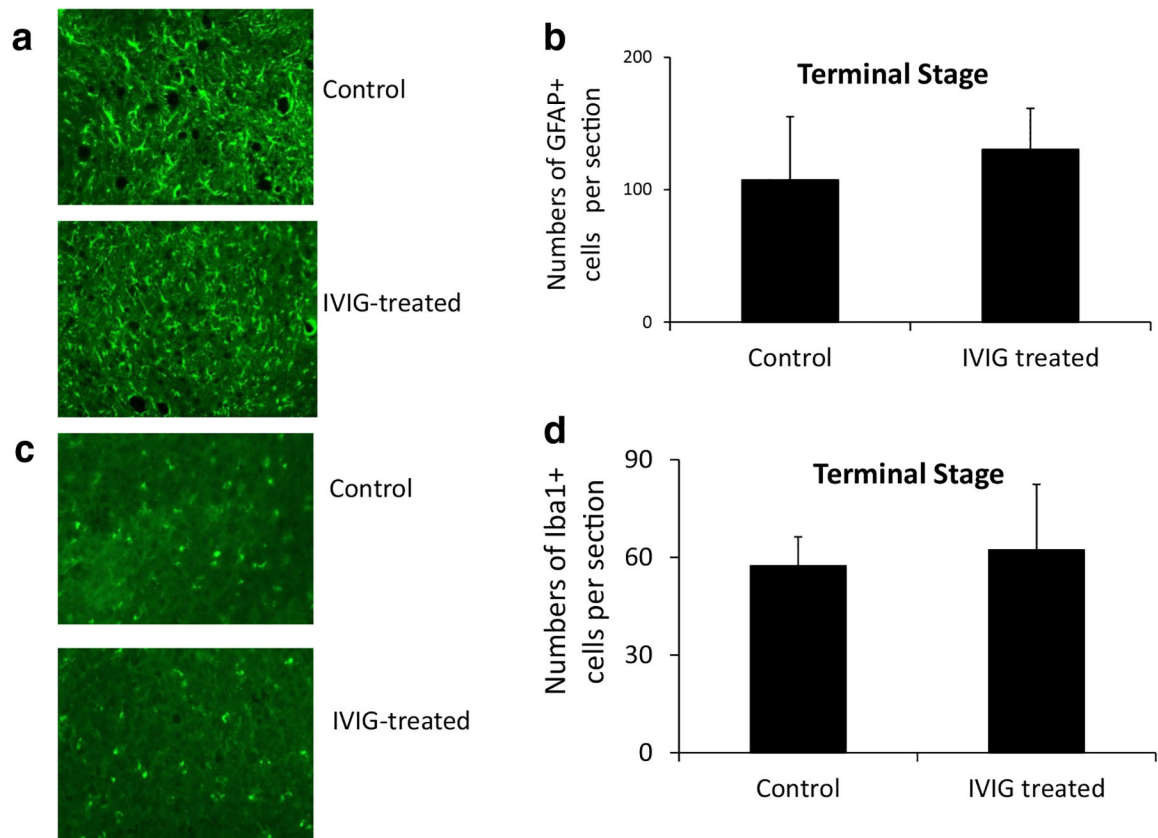 a
Control
IVIG-treated
b
Terminal Stage
Numbers of GFAP+
cells per section
200
100
0
Control
IVIG treated
c
Control
IVIG-treated
d
Terminal Stage
Numbers of Iba1+
cells per section
90
60
30
0
Control
IVIG treated